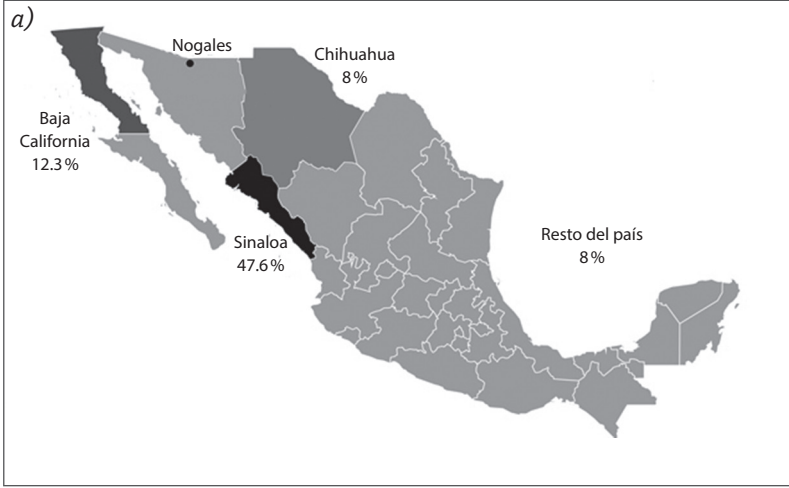 a)
Nogales
Chihuahua
8%
Baja
California
12.3%
Sinaloa
47.6%
Resto del país
8%